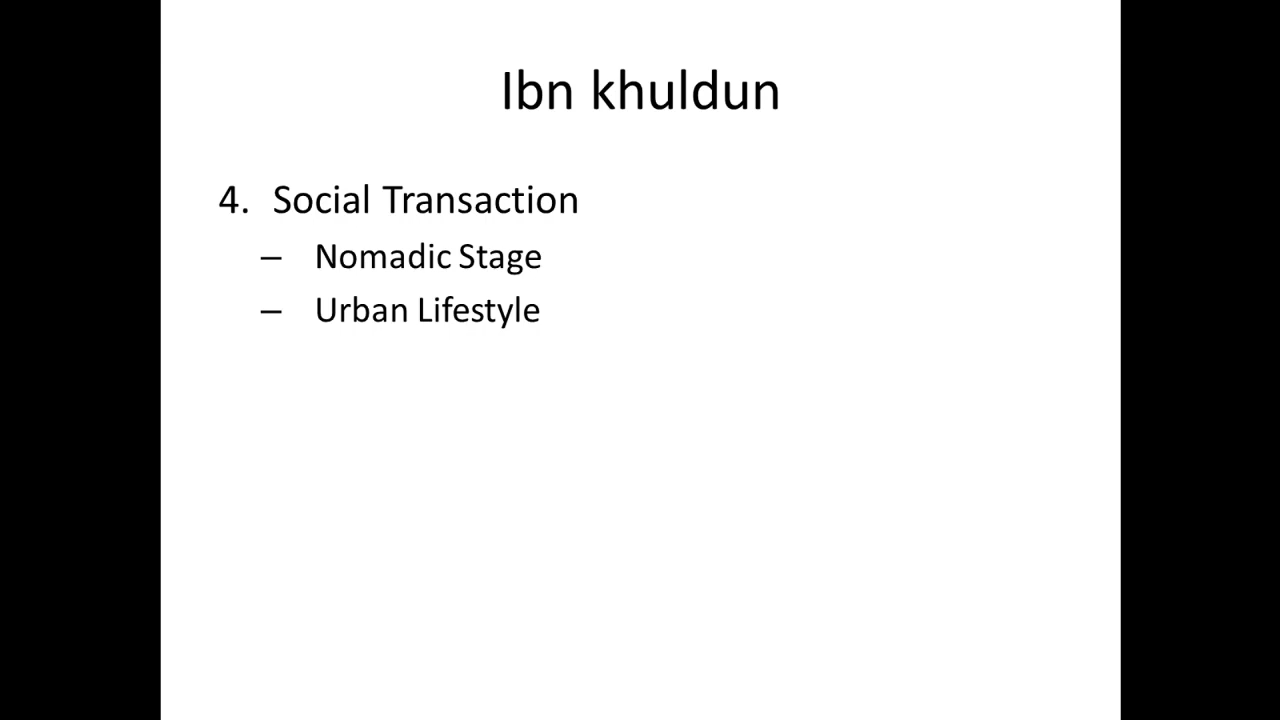 Ibn khuldun
4. Social Transaction
– Nomadic Stage
– Urban Lifestyle